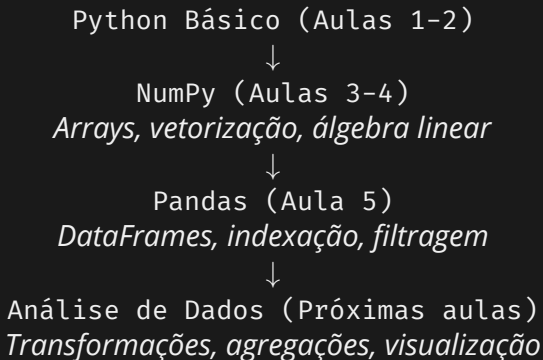 Python Básico (Aulas 1-2)
↓
NumPy (Aulas 3-4)
Arrays, vetorização, álgebra linear
↓
Pandas (Aula 5)
DataFrames, indexação, filtragem
↓
Análise de Dados (Próximas aulas)
Transformações, agregações, visualização